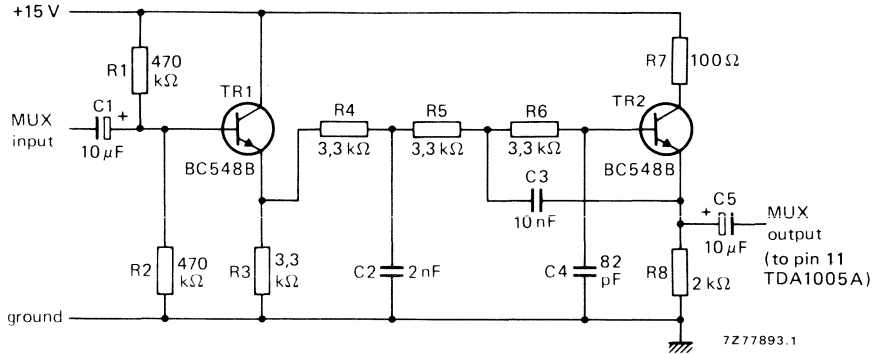 +15 V
R1
470
kΩ
TR1
R7
100Ω
C1
+
MUX
input
10 μF
R4
3,3 kΩ
R5
3,3 kΩ
R6
3,3 kΩ
TR2
BC548B
BC548B
C3
10 nF
+
C5
10 μF
MUX
output
(to pin 11
TDA1005A)
R2
470
kΩ
R3
3,3
kΩ
C2
2 nF
C4
82
pF
R8
2 kΩ
ground
7Z77893.1